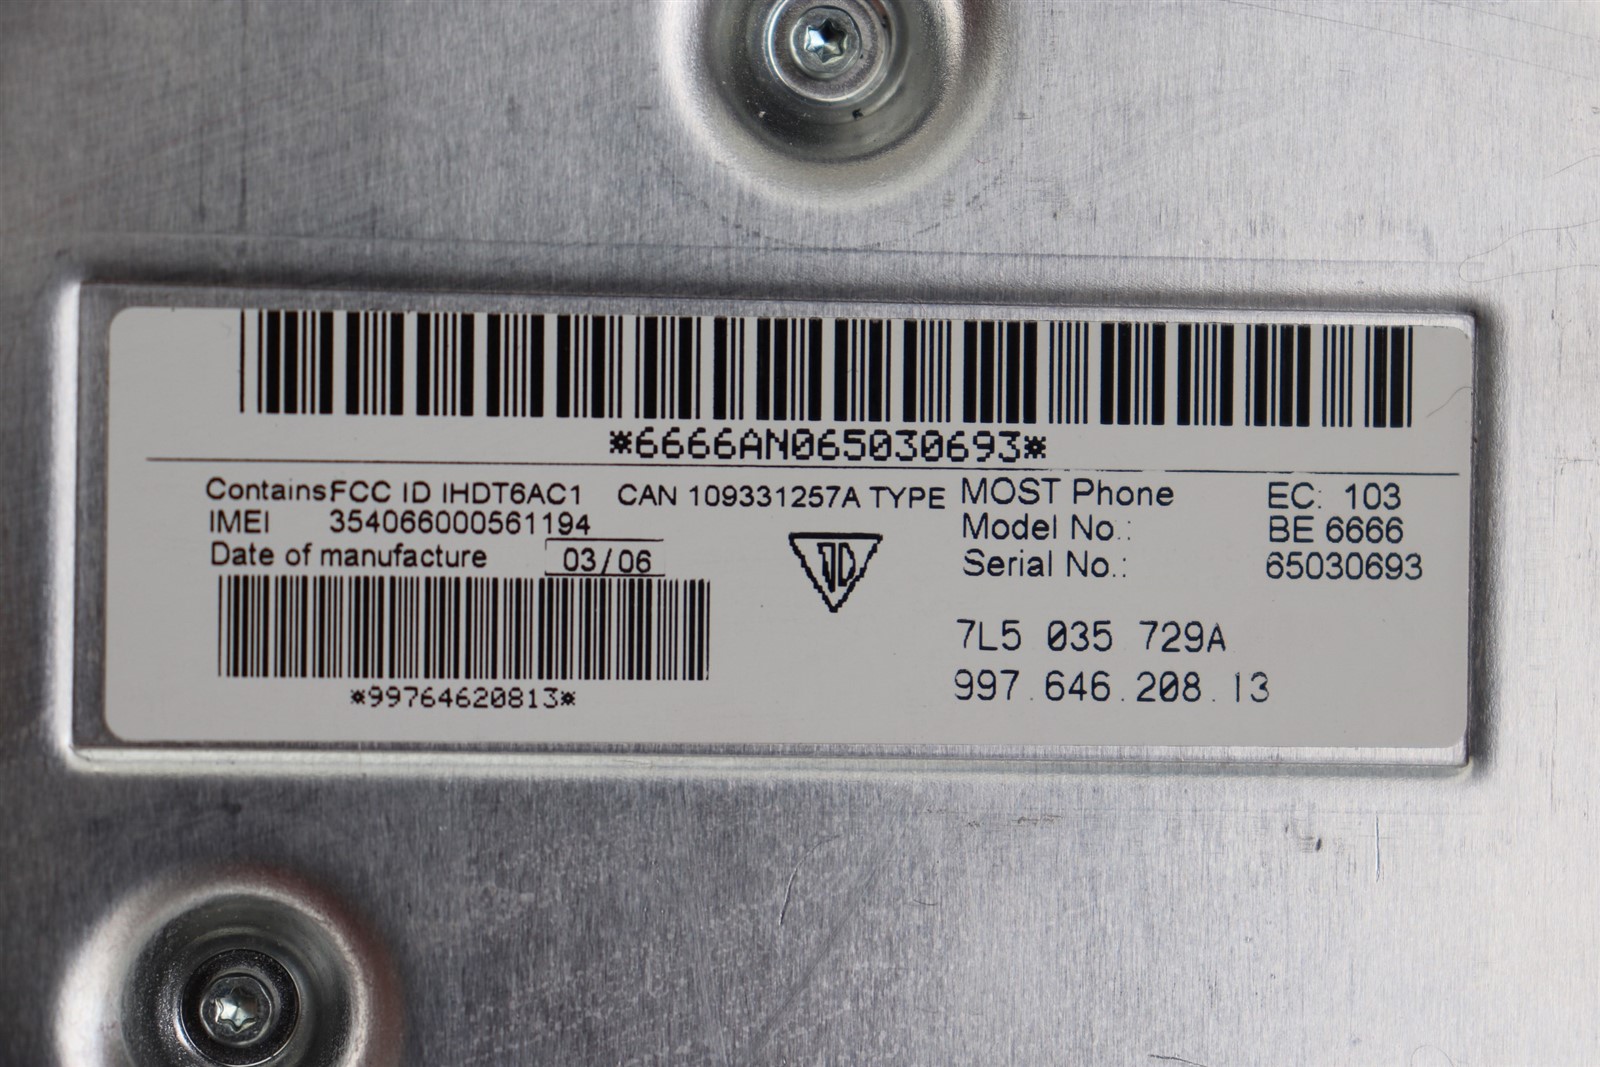 *6666AN065030693*
Contains FCC ID IHDT6AC1 CAN 109331257A TYPE MOST Phone EC: 103
IMEI 354066000561194 Model No.: BE 6666
Date of manufacture 03/06 Serial No.: 65030693
7L5 035 729A
*99764620813* 997.646.208.13